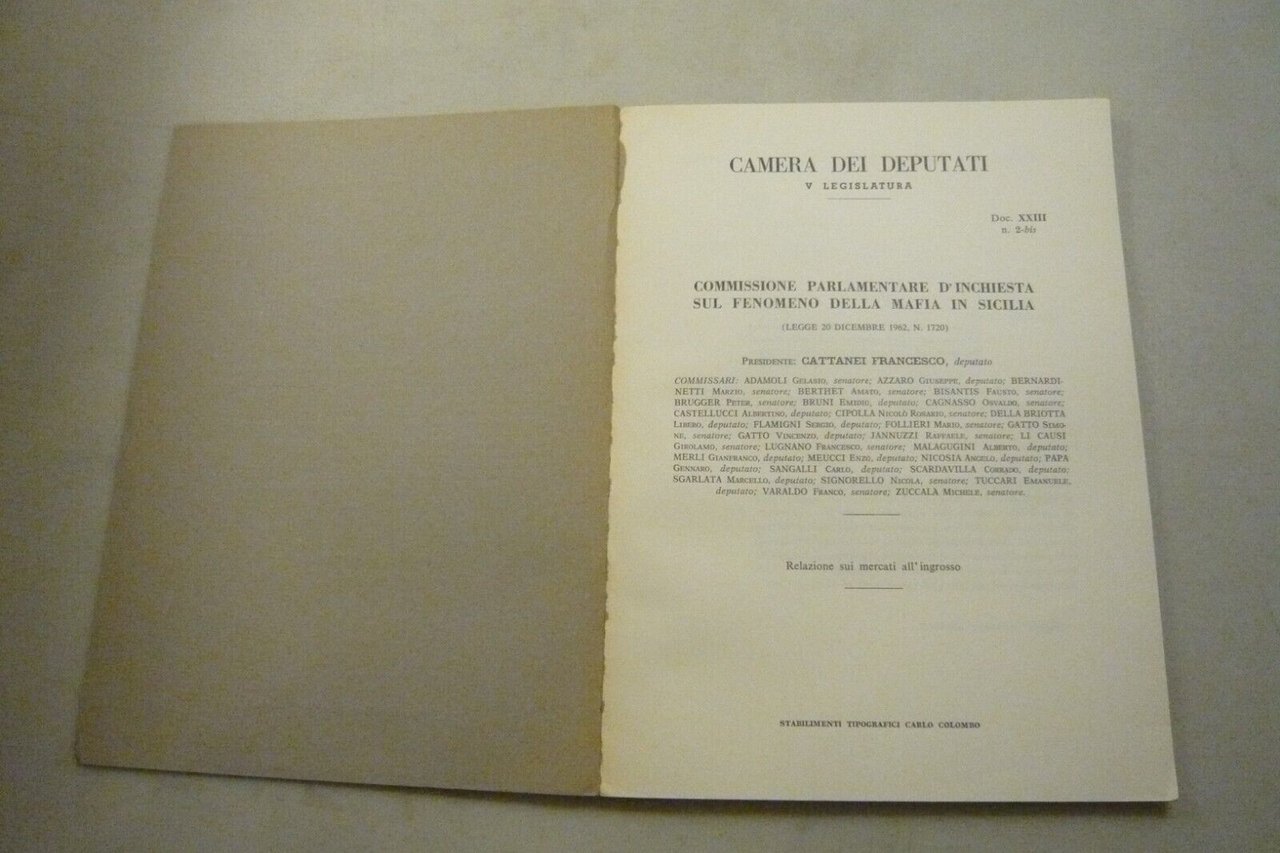 CAMERA DEI DEPUTATI
V LEGISLATURA
Doc. XXIII
n. 2-bis
COMMISSIONE PARLAMENTARE D'INCHIESTA
SUL FENOMENO DELLA MAFIA IN SICILIA
(LEGGE 20 DICEMBRE 1962, N. 1720)
PRESIDENTE: CATTANEI FRANCESCO, deputato
COMMISSARI: ADAMOLI GELASIO, senatore; AZZARO GIUSEPPE, deputato; BERNARDI-
NETTI MARZIO, senatore; BERTHET AMATO, senatore; BISANTIS FAUSTO, senatore;
BRUGGER PETER, senatore; BRUNI EMIDIO, deputato; CAGNASSO OSVALDO, senatore;
CASTELLUCCI ALBERTINO, deputato; CIPOLLA NICOLÒ ROSARIO, senatore; DELLA BRIOTTA
LIBERO, deputato; FLAMIGNI SERGIO, deputato; FOLLIERI MARIO, senatore; GATTO SIMO-
NE, senatore; GATTO VINCENZO, deputato; JANNUZZI RAFFAELE, senatore; LI CAUSI
GIROLAMO, senatore; LUGNANO FRANCESCO, senatore; MALAGUGINI ALBERTO, deputato;
MERLI GIANFRANCO, deputato; MEUCCI ENZO, deputato; NICOSIA ANGELO, deputato; PAPA
GENNARO, deputato; SANGALLI CARLO, deputato; SCARDAVILLA CORRADO, deputato;
SGARLATA MARCELLO, deputato; SIGNORELLO NICOLA, senatore; TUCCARI EMANUELE,
deputato; VARALDO FRANCO, senatore; ZUCCALÀ MICHELE, senatore.
Relazione sui mercati all'ingrosso
STABILIMENTI TIPOGRAFICI CARLO COLOMBO